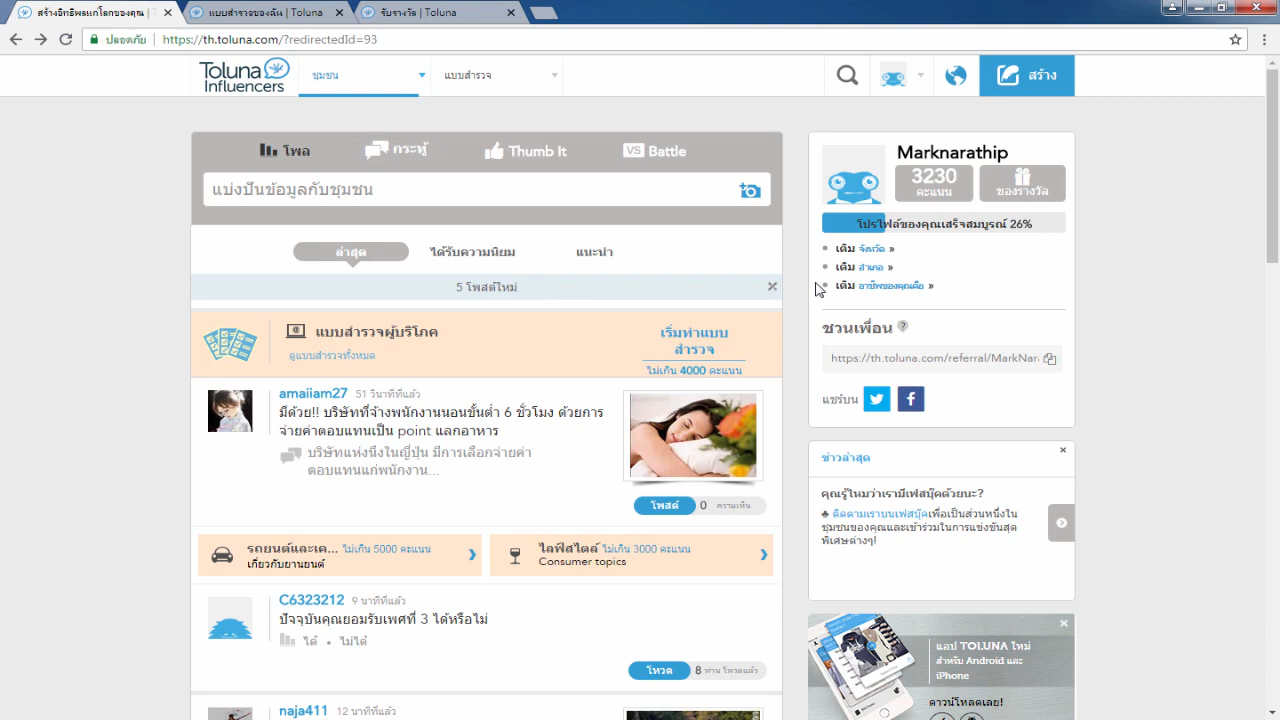 สร้างอิทธิพลแก่โลกของคุณ | T
แบบสำรวจของฉัน | Toluna
รับรางวัล | Toluna
ปลอดภัย
https://th.toluna.com/?redirectedId=93
Toluna Influencers
ชุมชน
แบบสำรวจ
สร้าง
โพล
กระทู้
Thumb It
VS Battle
แบ่งปันข้อมูลกับชุมชน
ล่าสุด
ได้รับความนิยม
แนะนำ
5 โพสต์ใหม่
แบบสำรวจผู้บริโภค
ดูแบบสำรวจทั้งหมด
เริ่มทำแบบ
สำรวจ
ไม่เกิน 4000 คะแนน
amaiiam27 51 วินาทีที่แล้ว
มีด้วย!! บริษัทที่จ้างพนักงานนอนขั้นต่ำ 6 ชั่วโมง ด้วยการ
จ่ายค่าตอบแทนเป็น point แลกอาหาร
บริษัทแห่งนึงในญี่ปุ่น มีการเลือกจ่ายค่า
ตอบแทนแก่พนักงาน...
โพสต์ 0 ความเห็น
รถยนต์และเค... ไม่เกิน 5000 คะแนน
เกี่ยวกับยานยนต์
ไลฟ์สไตล์ ไม่เกิน 3000 คะแนน
Consumer topics
C6323212 9 นาทีที่แล้ว
ปัจจุบันคุณยอมรับเพศที่ 3 ได้หรือไม่
ได้ • ไม่ได้
โหวต 8 ท่าน โหวตแล้ว
naja411 12 นาทีที่แล้ว
Marknarathip
3230
คะแนน
ของรางวัล
โปรไฟล์ของคุณเสร็จสมบูรณ์ 26%
เติม จังหวัด »
เติม อำเภอ »
เติม อาชีพของคุณคือ »
ชวนเพื่อน ?
https://th.toluna.com/referral/MarkNara
แชร์บน
ข่าวล่าสุด
คุณรู้ไหมว่าเรามีเฟสบุ๊คด้วยนะ?
♣ ติดตามเราบนเฟสบุ๊คเพื่อเป็นส่วนหนึ่งใน
ชุมชนของคุณและเข้าร่วมในการแข่งขันสุด
พิเศษต่างๆ!
แอป TOLUNA ใหม่
สำหรับ Android และ
iPhone
ดาวน์โหลดเลย!